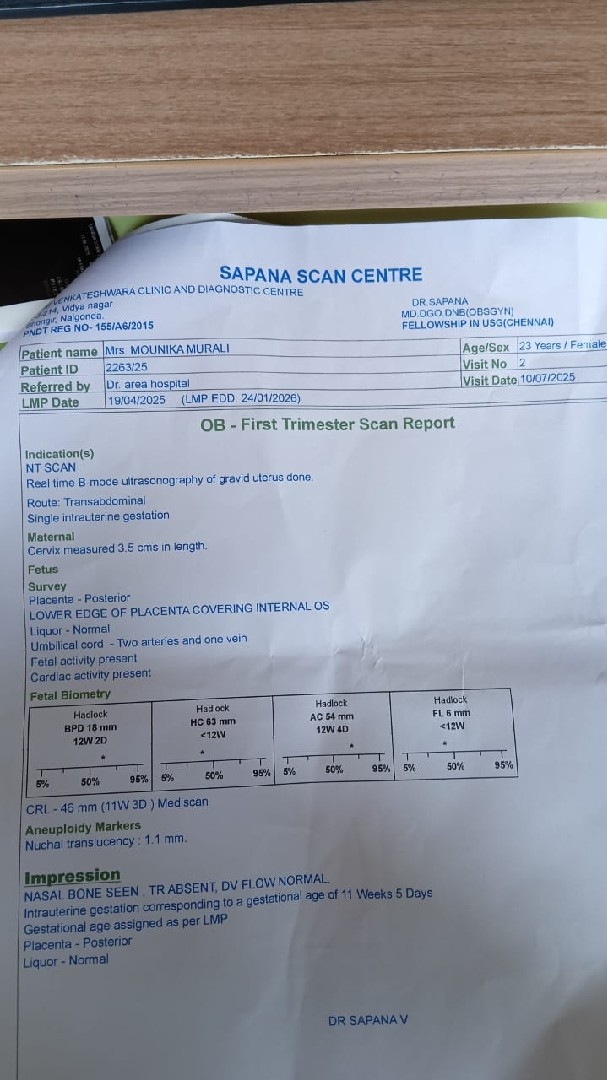 SAPANA SCAN CENTRE
VENKATECHWARA CLINIC AND DIAGNOSTIC CENTRE
Vidya nagar
Nalgonda.
PNCT REG NO- 155/A6/2015
DR SAPANA
MD.OGO.DNB(OBSGYN)
FELLOWSHIP IN USG(CHENNAI)
Patient name Mrs MOUNIKA MURALI Age/Sex 23 Years / Female
Patient ID 2263/25 Visit No 2
Referred by Dr. area hospital Visit Date 10/07/2025
LMP Date 19/04/2025 (LMP EDD 24/01/2026)
OB - First Trimester Scan Report
Indication(s)
NT SCAN
Real time B-mode ultrasonography of gravid uterus done.
Route: Transabdominal
Single intrauterine gestation
Maternal
Cervix measured 3.5 cms in length.
Fetus
Survey
Placenta - Posterior
LOWER EDGE OF PLACENTA COVERING INTERNAL OS
Liquor - Normal
Umbilical cord - Two arteries and one vein
Fetal activity present
Cardiac activity present
Fetal Biometry
Hadlock Hadlock Hadlock Hadlock
BPD 18 mm HC 63 mm AC 54 mm FL 6 mm
12W 2D <12W 12W 4D <12W
5% 50% 95% 5% 50% 95% 5% 50% 95% 5% 50% 95%
CRL - 45 mm (11W 3D ) Medscan
Aneuploidy Markers
Nuchal translucency : 1.1 mm.
Impression
NASAL BONE SEEN . TR ABSENT, DV FLOW NORMAL.
Intrauterine gestation corresponding to a gestational age of 11 Weeks 5 Days
Gestational age assigned as per LMP
Placenta - Posterior
Liquor - Normal
DR SAPANA V